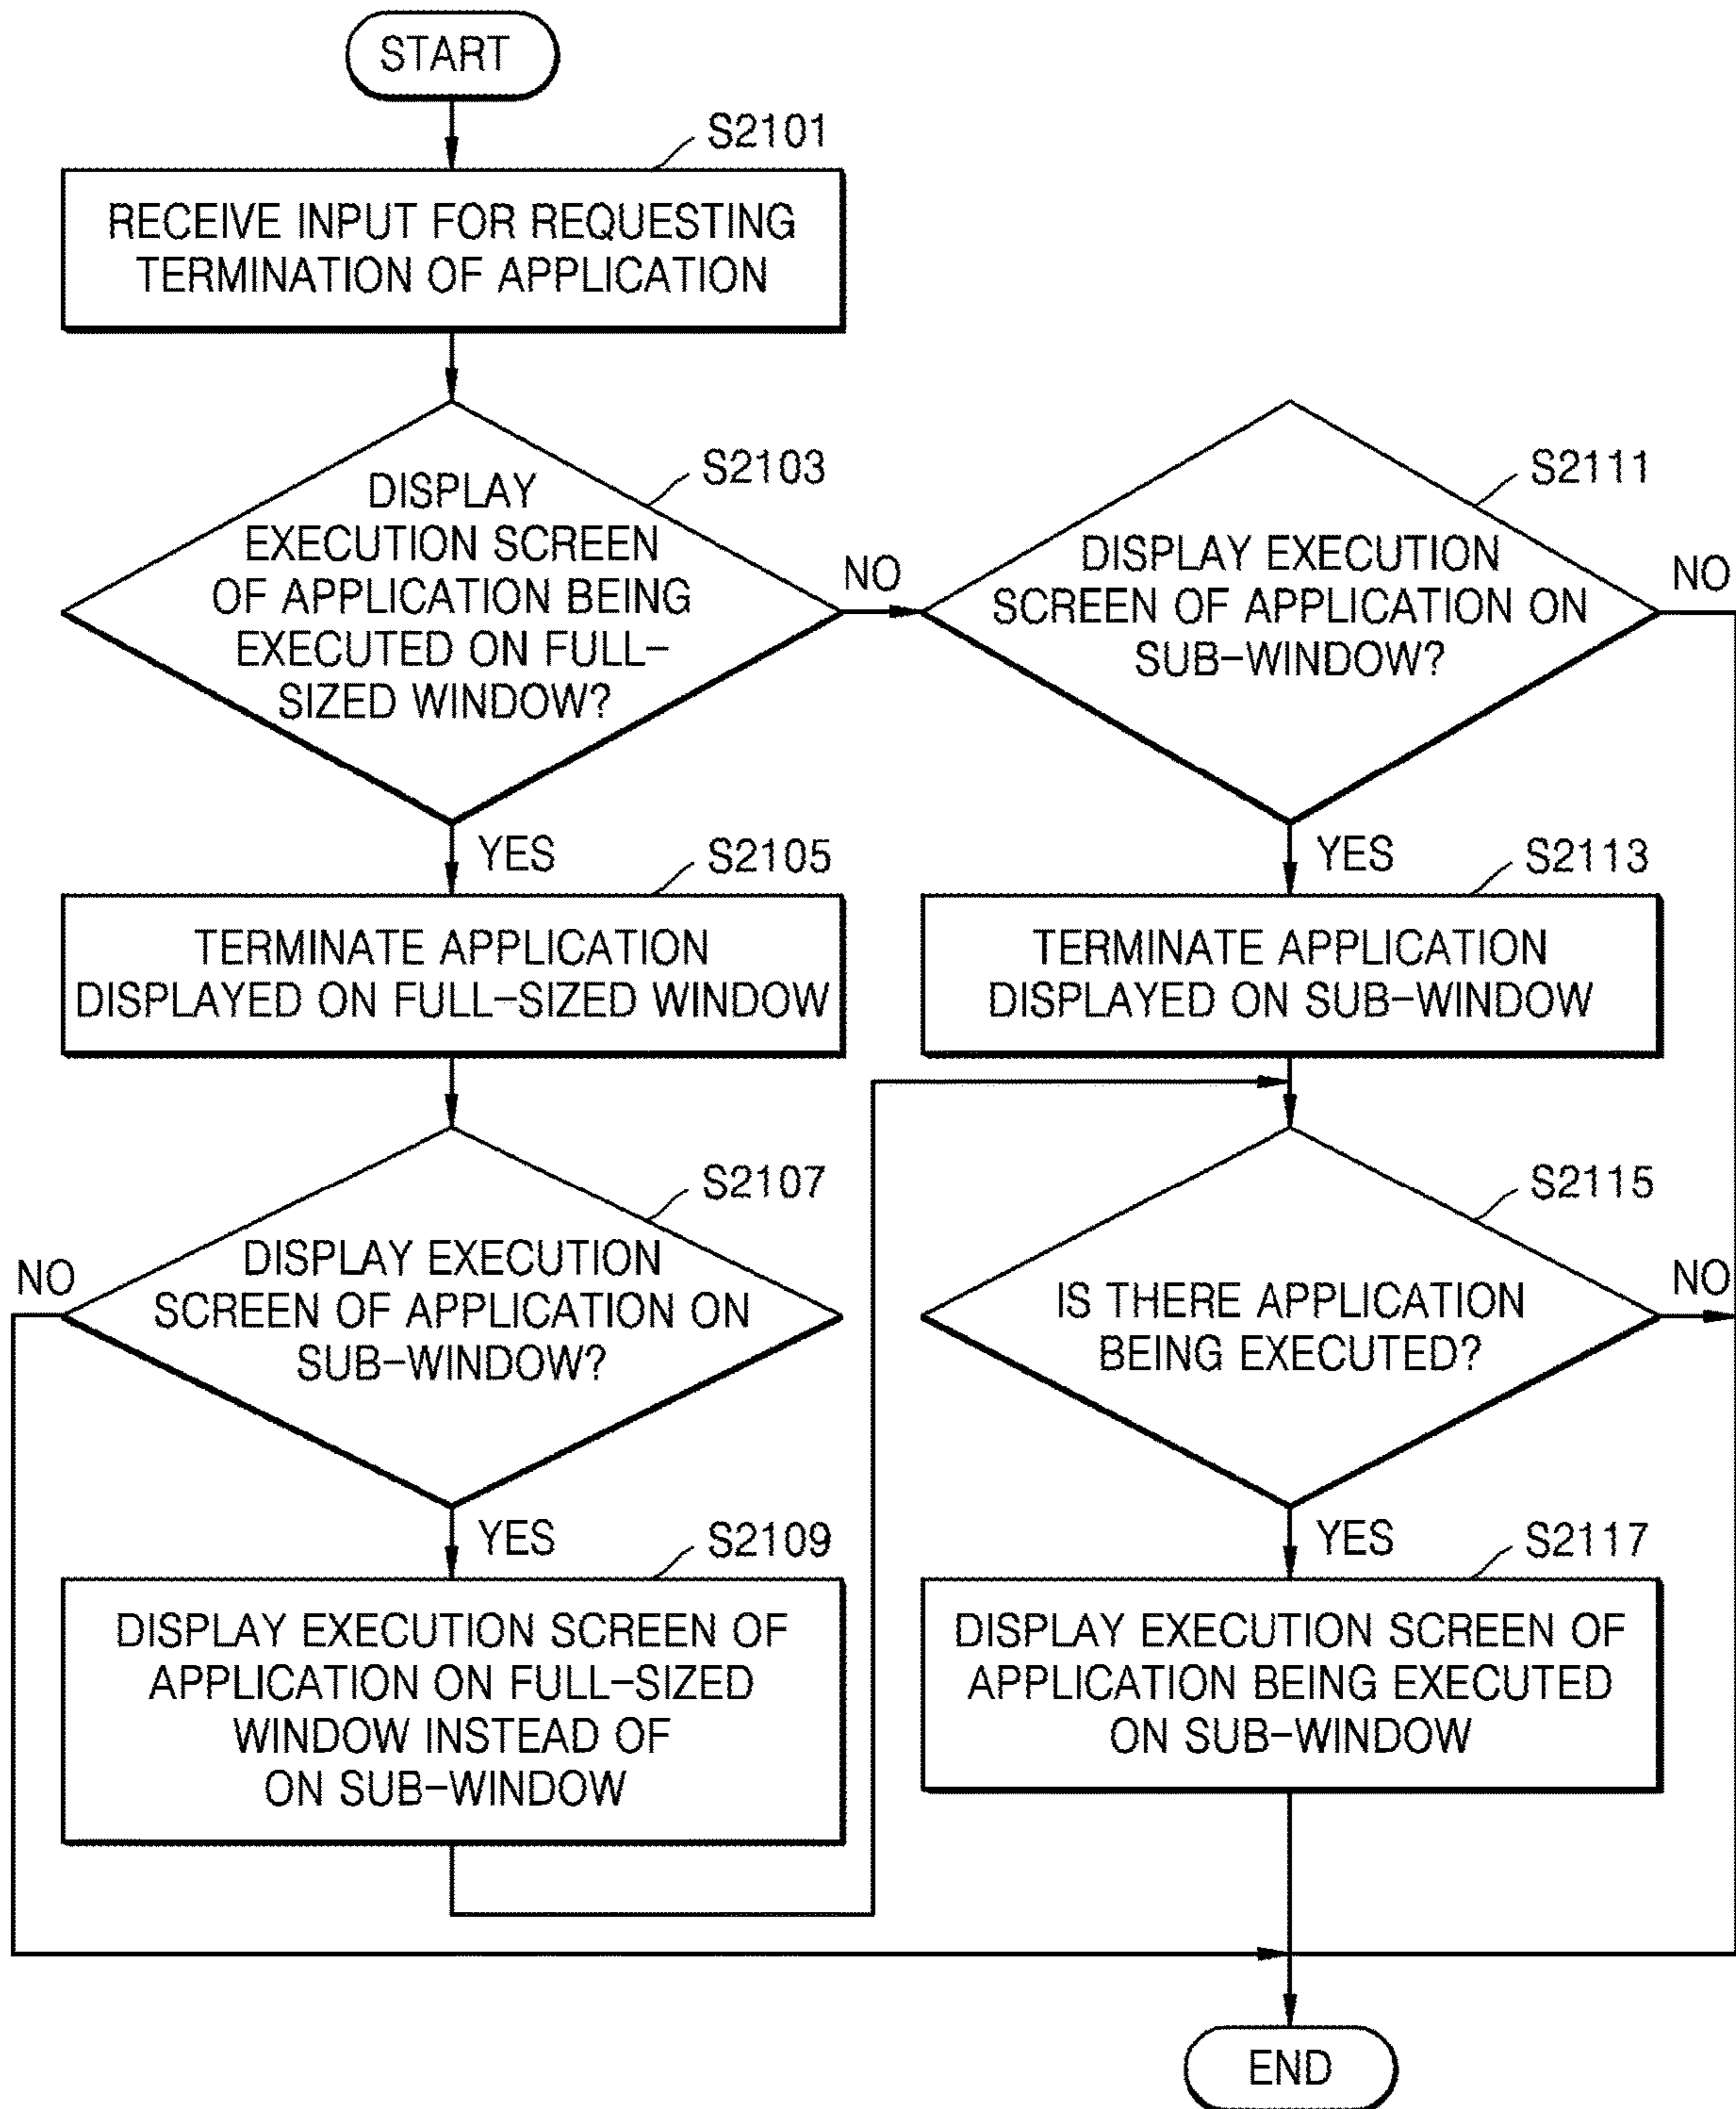 START
S2101
RECEIVE INPUT FOR REQUESTING
TERMINATION OF APPLICATION
S2103
DISPLAY
EXECUTION SCREEN
OF APPLICATION BEING
EXECUTED ON FULL-
SIZED WINDOW?
NO
YES
S2111
DISPLAY EXECUTION
SCREEN OF APPLICATION ON
SUB-WINDOW?
NO
YES
S2105
TERMINATE APPLICATION
DISPLAYED ON FULL-SIZED WINDOW
S2113
TERMINATE APPLICATION
DISPLAYED ON SUB-WINDOW
S2107
DISPLAY EXECUTION
SCREEN OF APPLICATION ON
SUB-WINDOW?
NO
YES
S2115
IS THERE APPLICATION
BEING EXECUTED?
NO
YES
S2109
DISPLAY EXECUTION SCREEN OF
APPLICATION ON FULL-SIZED
WINDOW INSTEAD OF
ON SUB-WINDOW
S2117
DISPLAY EXECUTION SCREEN OF
APPLICATION BEING EXECUTED
ON SUB-WINDOW
END